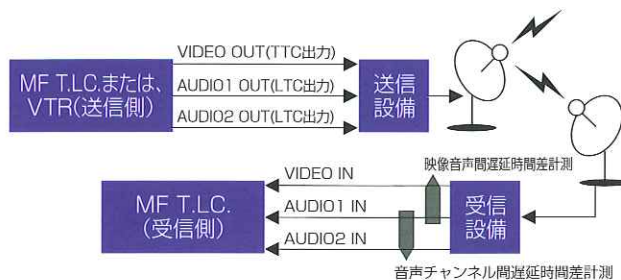 VIDEO OUT(TTC出力)
MF T.LC.または、
VTR(送信側)
AUDIO1 OUT(LTC出力)
AUDIO2 OUT(LTC出力)
送信
設備
映像音声間遅延時間差計測
VIDEO IN
MF T.LC.
(受信側)
AUDIO1 IN
AUDIO2 IN
受信
設備
音声チャンネル間遅延時間差計測